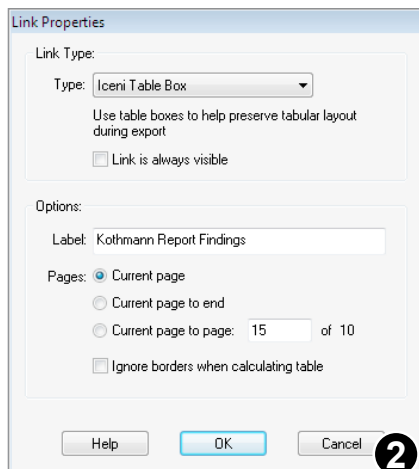 Link Properties
Link Type:
Type: Iceni Table Box
Use table boxes to help preserve tabular layout
during export
Link is always visible
Options:
Label: Kothmann Report Findings
Pages: Current page
Current page to end
Current page to page: 15 of 10
Ignore borders when calculating table
Help OK Cancel
2